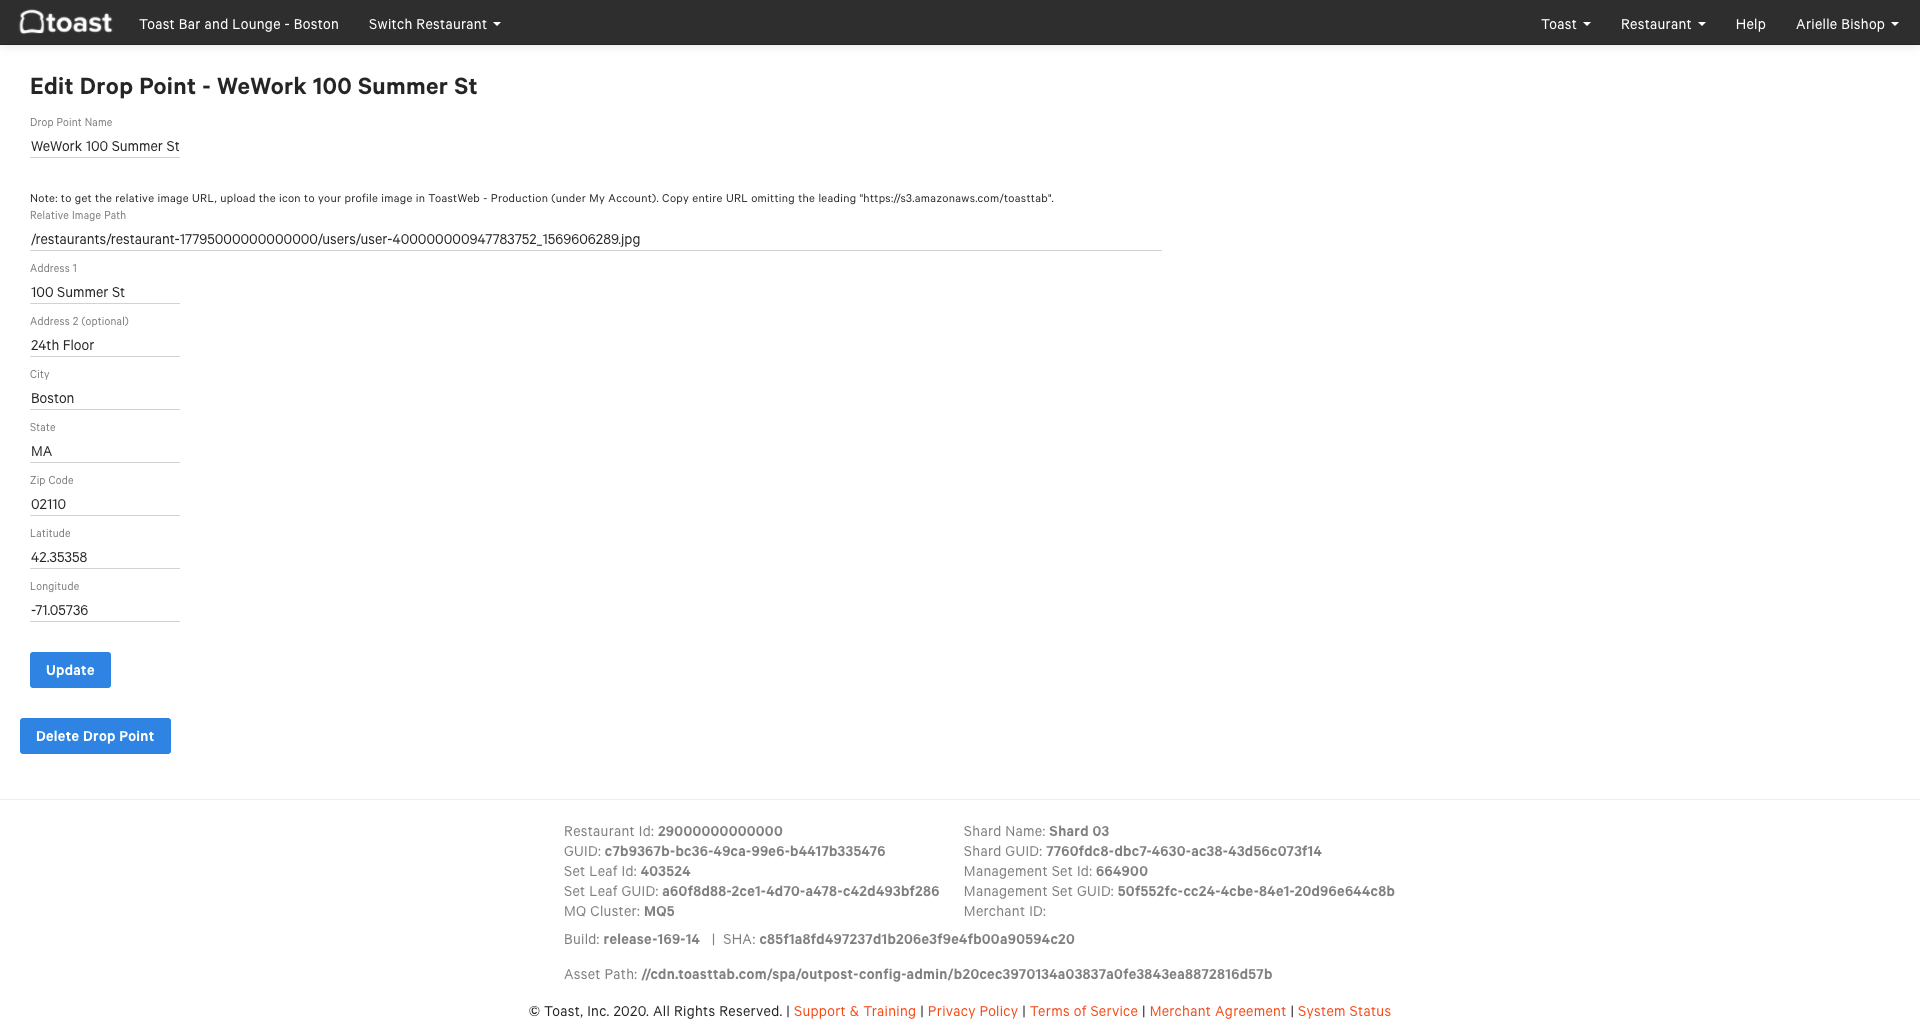 toast Toast Bar and Lounge - Boston Switch Restaurant Toast Restaurant Help Arielle Bishop
Edit Drop Point - WeWork 100 Summer St
Drop Point Name
WeWork 100 Summer St
Note: to get the relative image URL, upload the icon to your profile image in ToastWeb - Production (under My Account). Copy entire URL omitting the leading "https://s3.amazonaws.com/toasttab".
Relative Image Path
/restaurants/restaurant-17795000000000000/users/user-400000000947783752_1569606289.jpg
Address 1
100 Summer St
Address 2 (optional)
24th Floor
City
Boston
State
MA
Zip Code
02110
Latitude
42.35358
Longitude
-71.05736
Update
Delete Drop Point
Restaurant Id: 29000000000000
GUID: c7b9367b-bc36-49ca-99e6-b4417b335476
Set Leaf Id: 403524
Set Leaf GUID: a60f8d88-2ce1-4d70-a478-c42d493bf286
MQ Cluster: MQ5
Shard Name: Shard 03
Shard GUID: 7760fdc8-dbc7-4630-ac38-43d56c073f14
Management Set Id: 664900
Management Set GUID: 50f552fc-cc24-4cbe-84e1-20d96e644c8b
Merchant ID:
Build: release-169-14 | SHA: c85f1a8fd497237d1b206e3f9e4fb00a90594c20
Asset Path: //cdn.toasttab.com/spa/outpost-config-admin/b20cec3970134a03837a0fe3843ea8872816d57b
© Toast, Inc. 2020. All Rights Reserved. | Support & Training | Privacy Policy | Terms of Service | Merchant Agreement | System Status